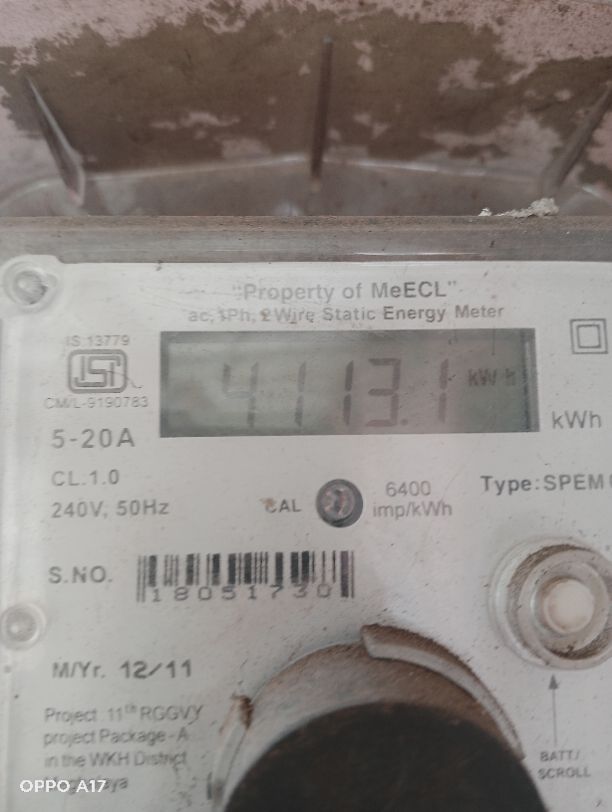 "Property of MeECL"
ac, 1Ph, 2 Wire Static Energy Meter
IS 13779
ISI
CM/L-9190783
4113.1 kWh
kWh
5-20A
CL.1.0
240V, 50Hz
CAL
6400
imp/kWh
Type:SPEM
S.NO.
18051730
M/Yr. 12/11
Project 11th RGGVY
project Package-A
in the WKH District
Meghalaya
BATT/
SCROLL
OPPO A17